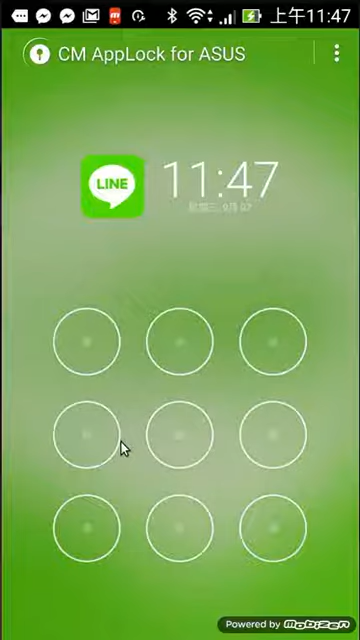 上午11:47
CM AppLock for ASUS
LINE
11:47
Powered by MOBIZEN